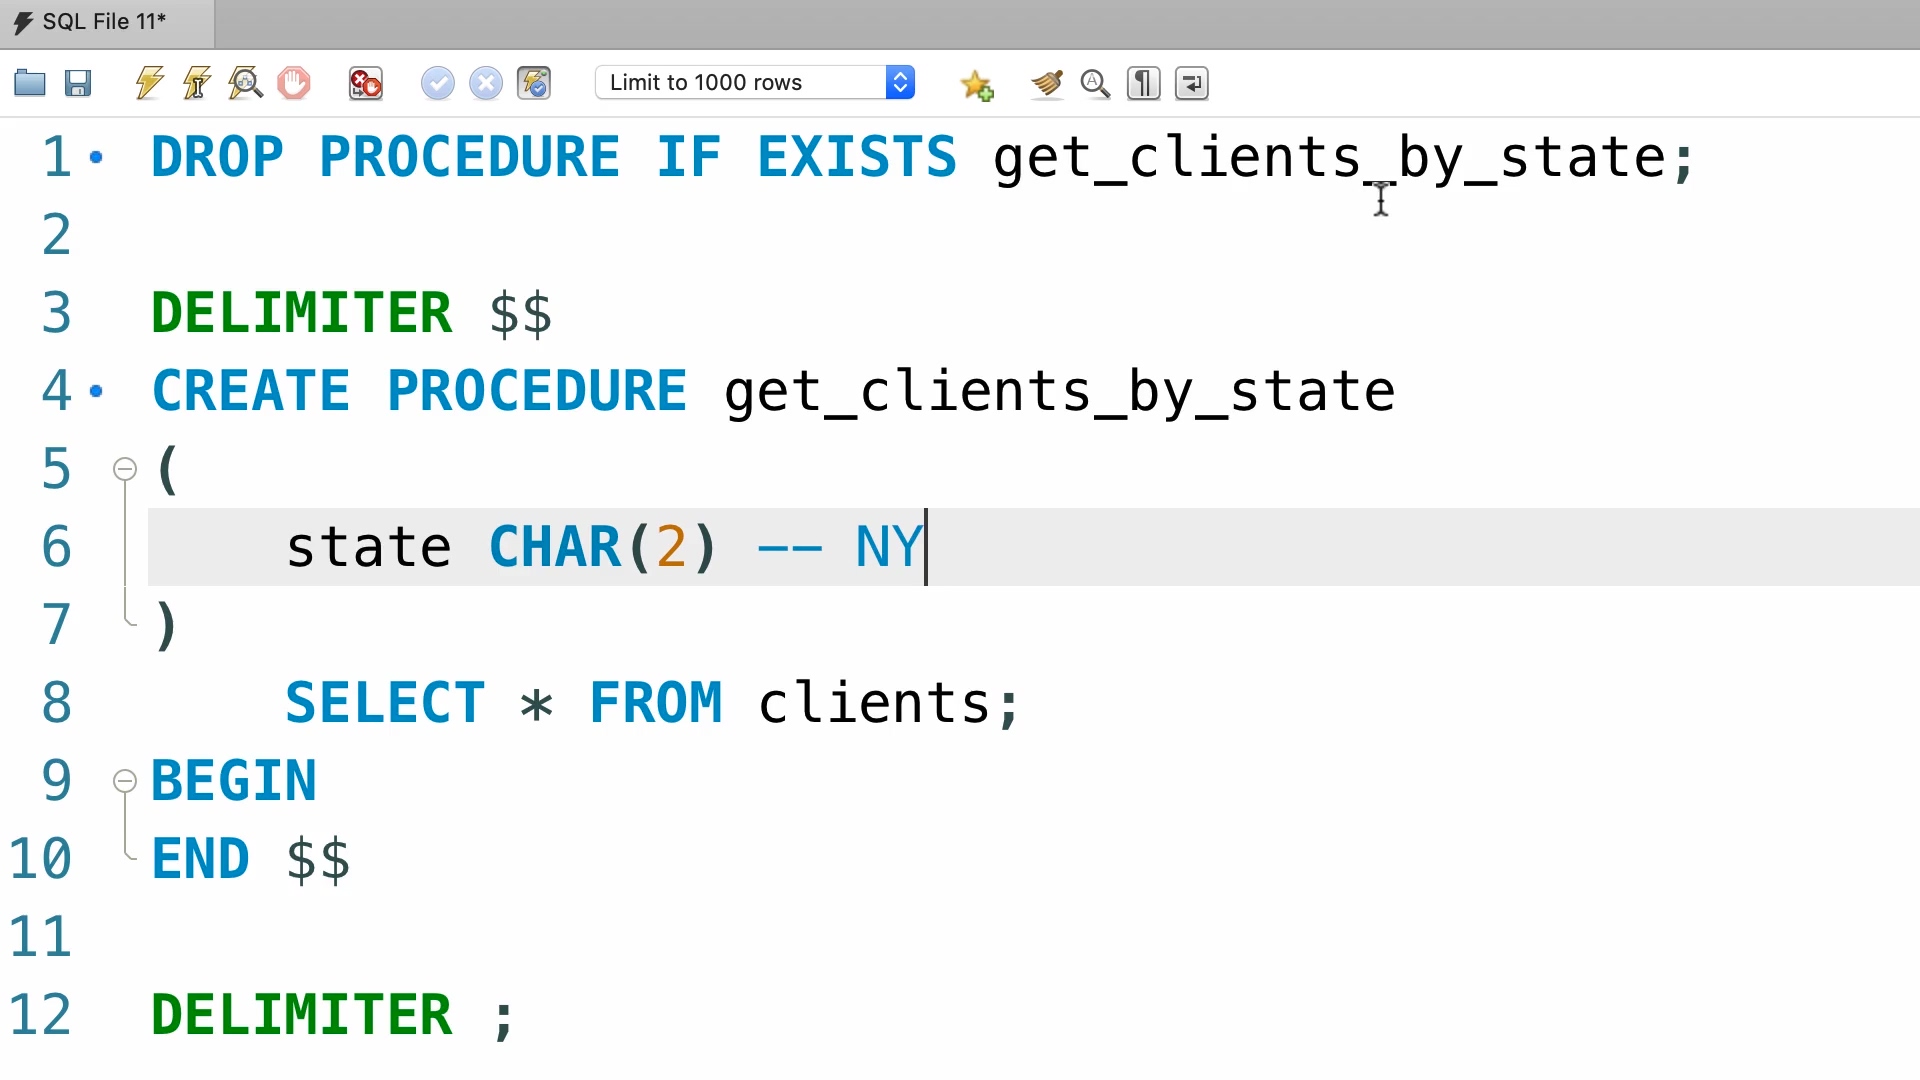 SQL File 11*
Limit to 1000 rows
1 DROP PROCEDURE IF EXISTS get_clients_by_state;
2
3 DELIMITER $$
4 CREATE PROCEDURE get_clients_by_state
5 (
6 state CHAR(2) -- NY
7 )
8 SELECT * FROM clients;
9 BEGIN
10 END $$
11
12 DELIMITER ;